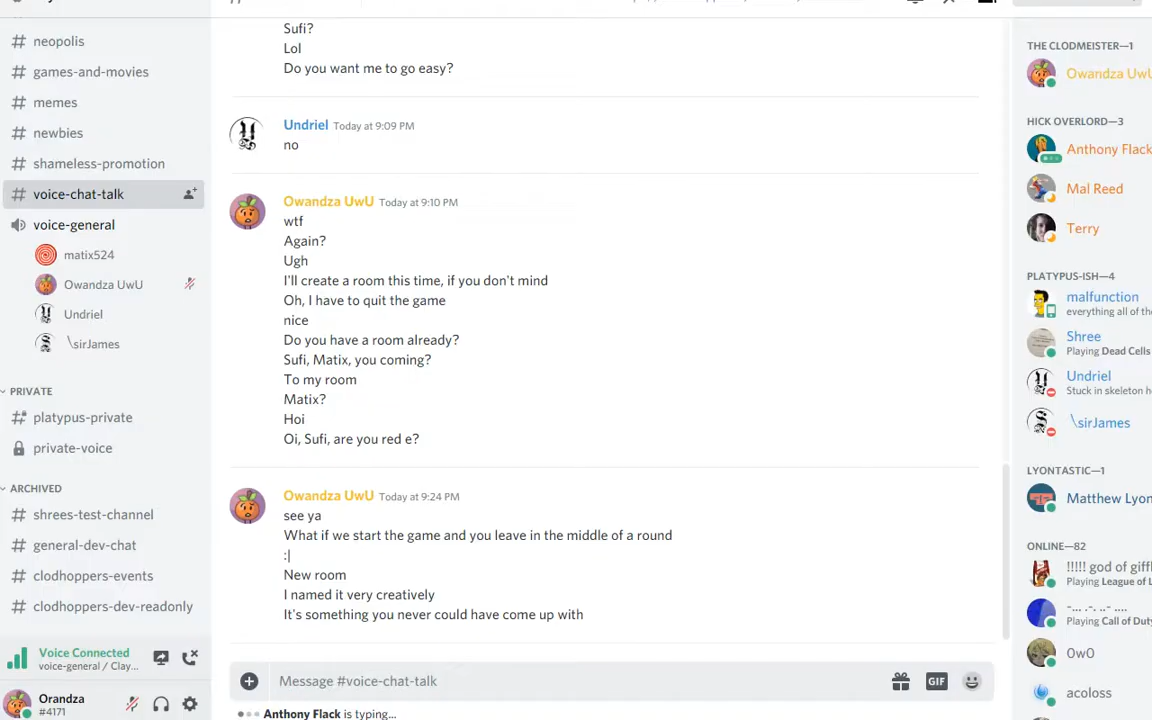 neopolis
games-and-movies
memes
newbies
shameless-promotion
voice-chat-talk
voice-general
matix524
Owandza UwU
Undriel
\sirJames
PRIVATE
platypus-private
private-voice
ARCHIVED
shrees-test-channel
general-dev-chat
clodhoppers-events
clodhoppers-dev-readonly
Voice Connected
voice-general / Clay...
Orandza
#4171
Sufi?
Lol
Do you want me to go easy?
Undriel Today at 9:09 PM
no
Owandza UwU Today at 9:10 PM
wtf
Again?
Ugh
I'll create a room this time, if you don't mind
Oh, I have to quit the game
nice
Do you have a room already?
Sufi, Matix, you coming?
To my room
Matix?
Hoi
Oi, Sufi, are you red e?
Owandza UwU Today at 9:24 PM
see ya
What if we start the game and you leave in the middle of a round
:|
New room
I named it very creatively
It's something you never could have come up with
Message #voice-chat-talk
GIF
Anthony Flack is typing...
THE CLODMEISTER—1
Owandza UwU
HICK OVERLORD—3
Anthony Flack
Mal Reed
Terry
PLATYPUS-ISH—4
malfunction
everything all of the
Shree
Playing Dead Cells
Undriel
Stuck in skeleton h
\sirJames
LYONTASTIC—1
Matthew Lyon
ONLINE—82
!!!!! god of giffl
Playing League of L
-... .-. ..- ....
Playing Call of Duty
OwO
acoloss